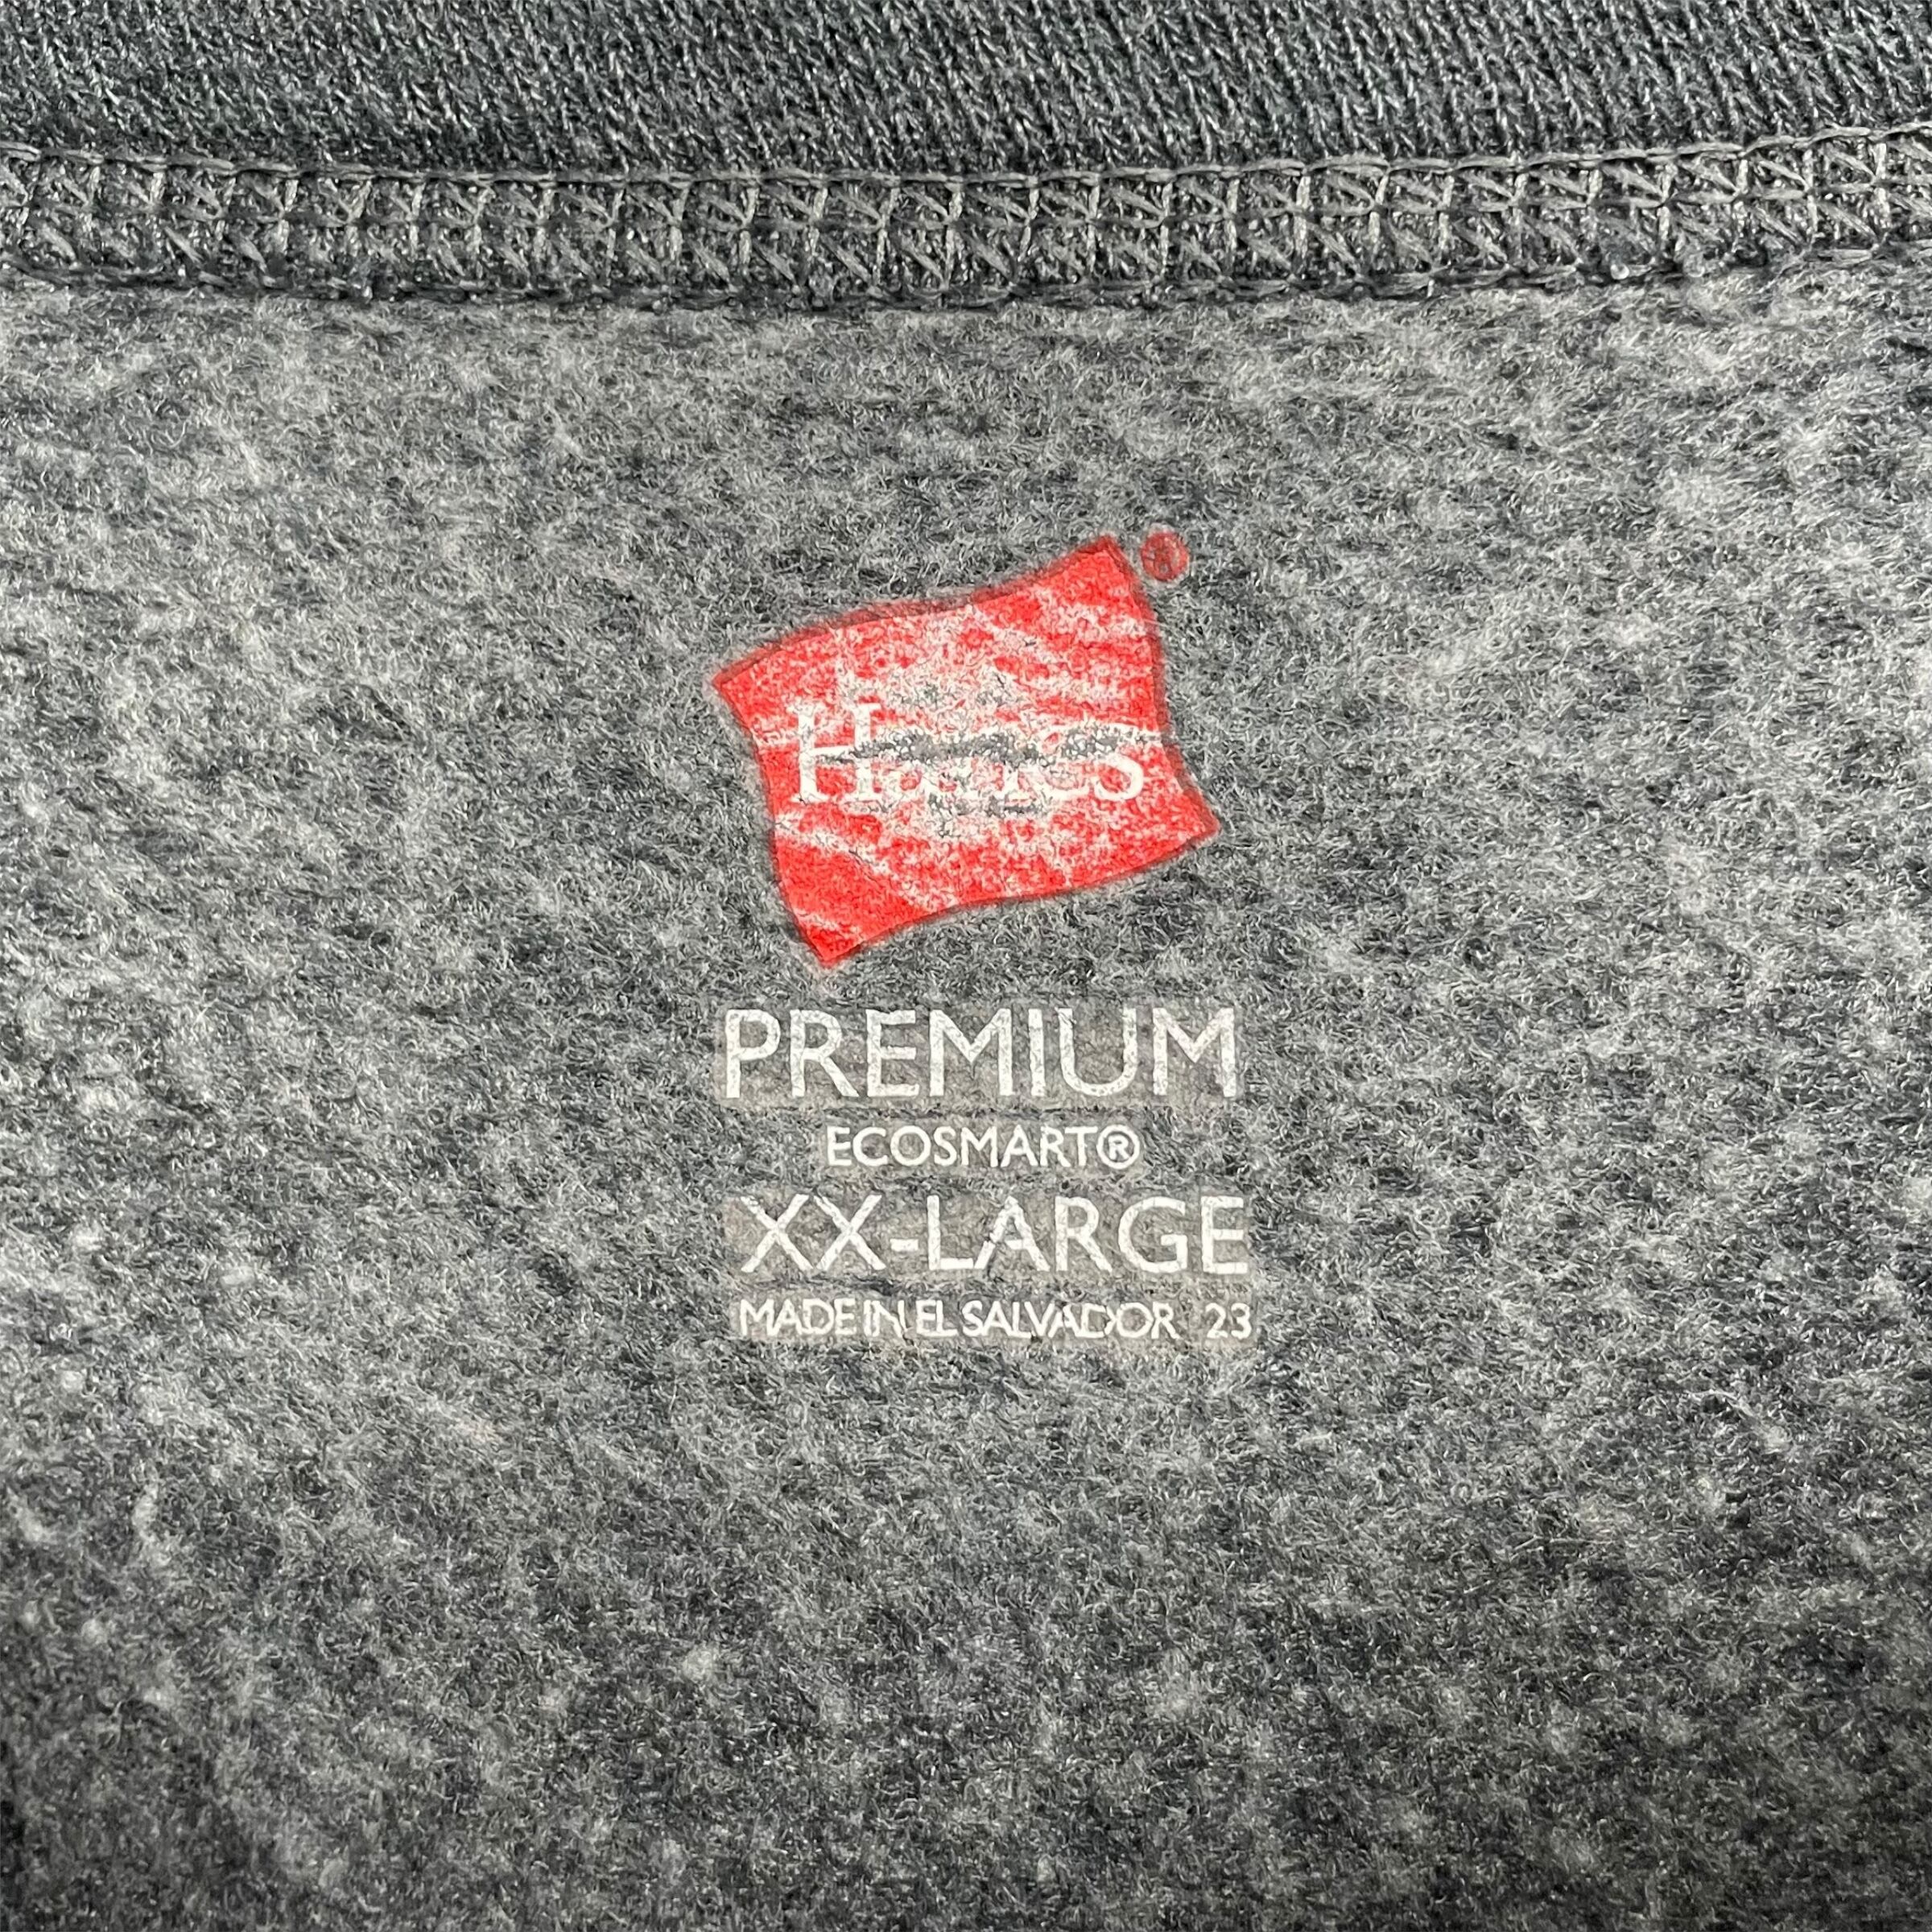 Hanes®
PREMIUM
ECOSMART®
XX-LARGE
MADE IN EL SALVADOR 23